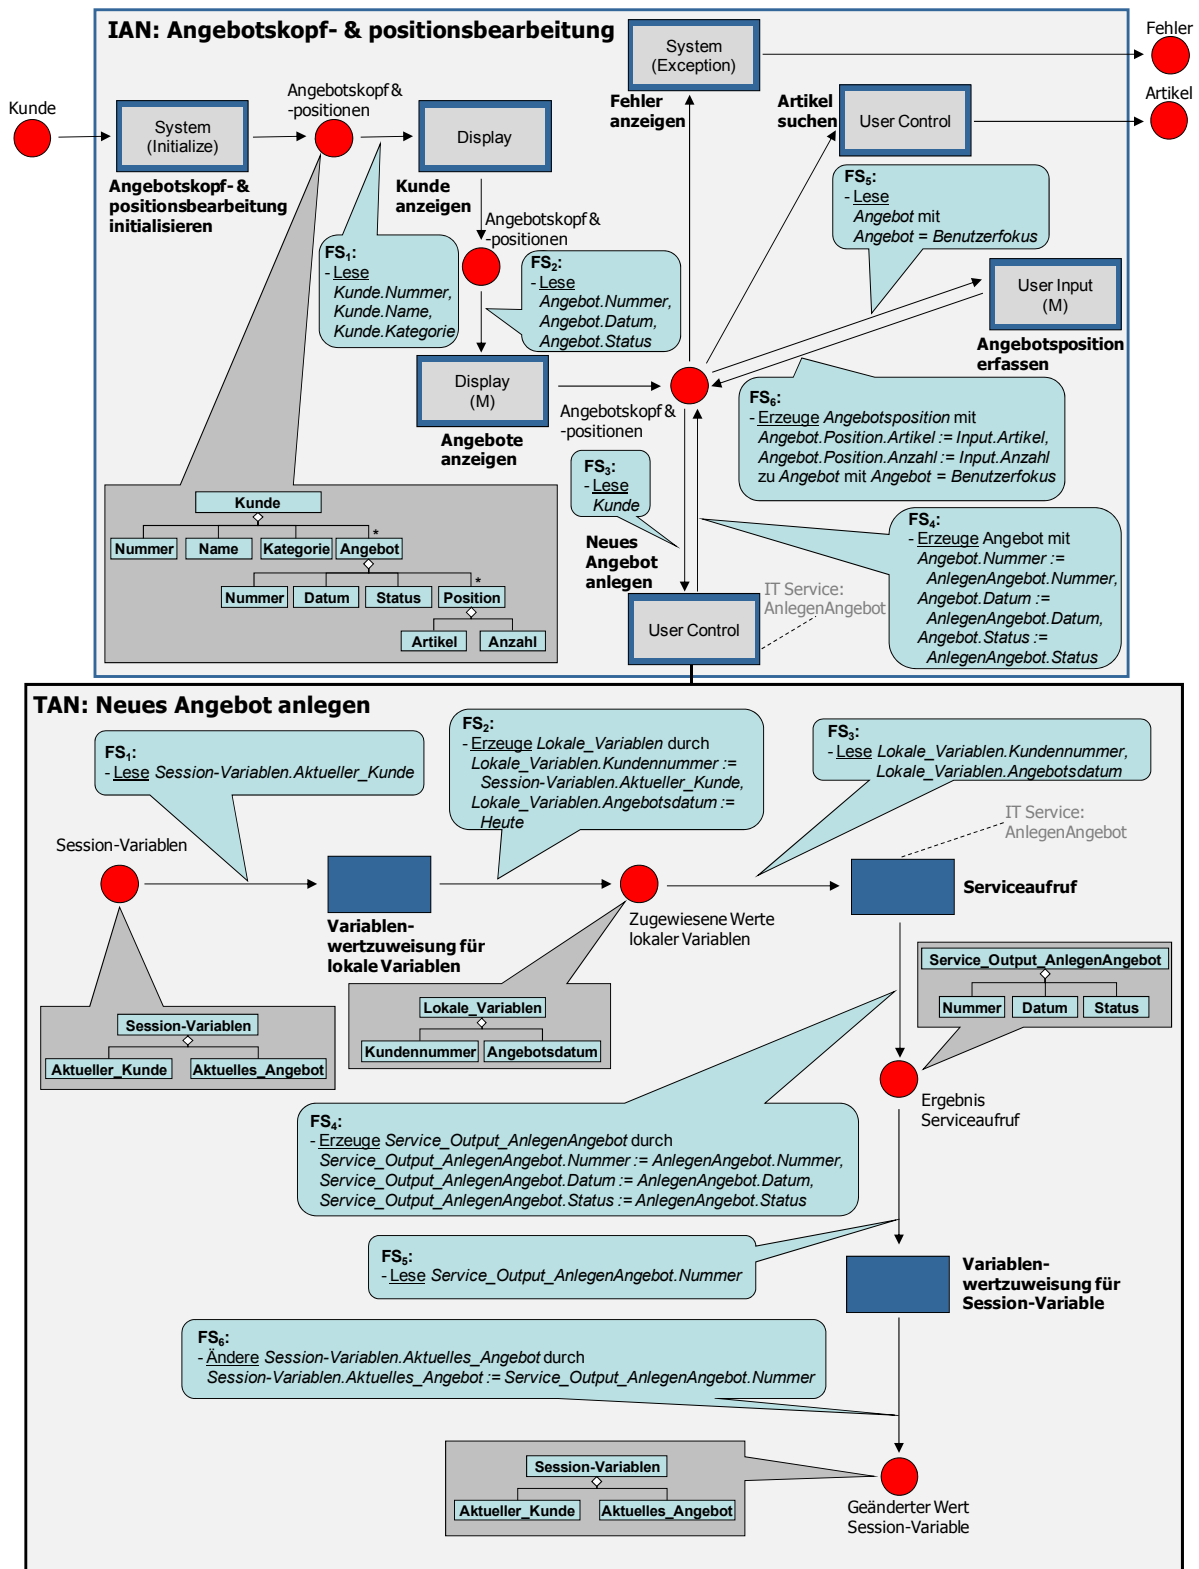 IAN: Angebotskopf- & positionsbearbeitung
Kunde
System
(Initialize)
Angebotskopf- &
positionsbearbeitung
initialisieren
Angebotskopf &
-positionen
Display
Kunde
anzeigen
System
(Exception)
Fehler
anzeigen
Fehler
Artikel
suchen
User Control
Artikel
FS1:
- Lese
Kunde.Nummer,
Kunde.Name,
Kunde.Kategorie
Angebotskopf &
-positionen
FS2:
- Lese
Angebot.Nummer,
Angebot.Datum,
Angebot.Status
FS5:
- Lese
Angebot mit
Angebot = Benutzerfokus
User Input
(M)
Angebotsposition
erfassen
Display
(M)
Angebote
anzeigen
Angebotskopf &
-positionen
FS6:
- Erzeuge Angebotsposition mit
Angebot.Position.Artikel := Input.Artikel,
Angebot.Position.Anzahl := Input.Anzahl
zu Angebot mit Angebot = Benutzerfokus
FS3:
- Lese
Kunde
Kunde
Nummer Name Kategorie Angebot *
Nummer Datum Status Position *
Artikel Anzahl
Neues
Angebot
anlegen
User Control
IT Service:
AnlegenAngebot
FS4:
- Erzeuge Angebot mit
Angebot.Nummer :=
AnlegenAngebot.Nummer,
Angebot.Datum :=
AnlegenAngebot.Datum,
Angebot.Status :=
AnlegenAngebot.Status
TAN: Neues Angebot anlegen
FS1:
- Lese Session-Variablen.Aktueller_Kunde
FS2:
- Erzeuge Lokale_Variablen durch
Lokale_Variablen.Kundennummer :=
Session-Variablen.Aktueller_Kunde,
Lokale_Variablen.Angebotsdatum :=
Heute
FS3:
- Lese Lokale_Variablen.Kundennummer,
Lokale_Variablen.Angebotsdatum
IT Service:
AnlegenAngebot
Session-Variablen
Variablen-
wertzuweisung für
lokale Variablen
Zugewiesene Werte
lokaler Variablen
Serviceaufruf
Session-Variablen
Aktueller_Kunde Aktuelles_Angebot
Lokale_Variablen
Kundennummer Angebotsdatum
Service_Output_AnlegenAngebot
Nummer Datum Status
Ergebnis
Serviceaufruf
FS4:
- Erzeuge Service_Output_AnlegenAngebot durch
Service_Output_AnlegenAngebot.Nummer := AnlegenAngebot.Nummer,
Service_Output_AnlegenAngebot.Datum := AnlegenAngebot.Datum,
Service_Output_AnlegenAngebot.Status := AnlegenAngebot.Status
FS5:
- Lese Service_Output_AnlegenAngebot.Nummer
Variablen-
wertzuweisung für
Session-Variable
FS6:
- Ändere Session-Variablen.Aktuelles_Angebot durch
Session-Variablen.Aktuelles_Angebot := Service_Output_AnlegenAngebot.Nummer
Session-Variablen
Aktueller_Kunde Aktuelles_Angebot
Geänderter Wert
Session-Variable